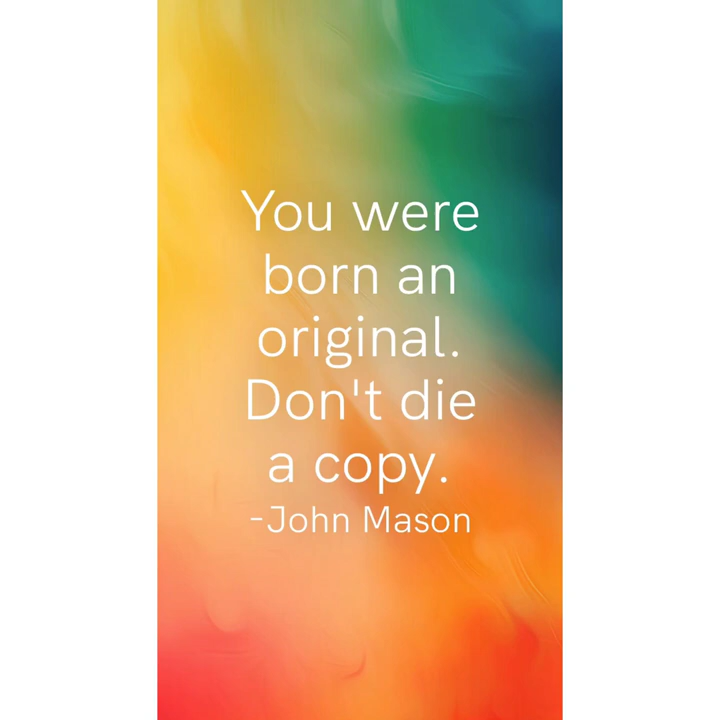 You were
born an
original.
Don't die
a copy.
-John Mason